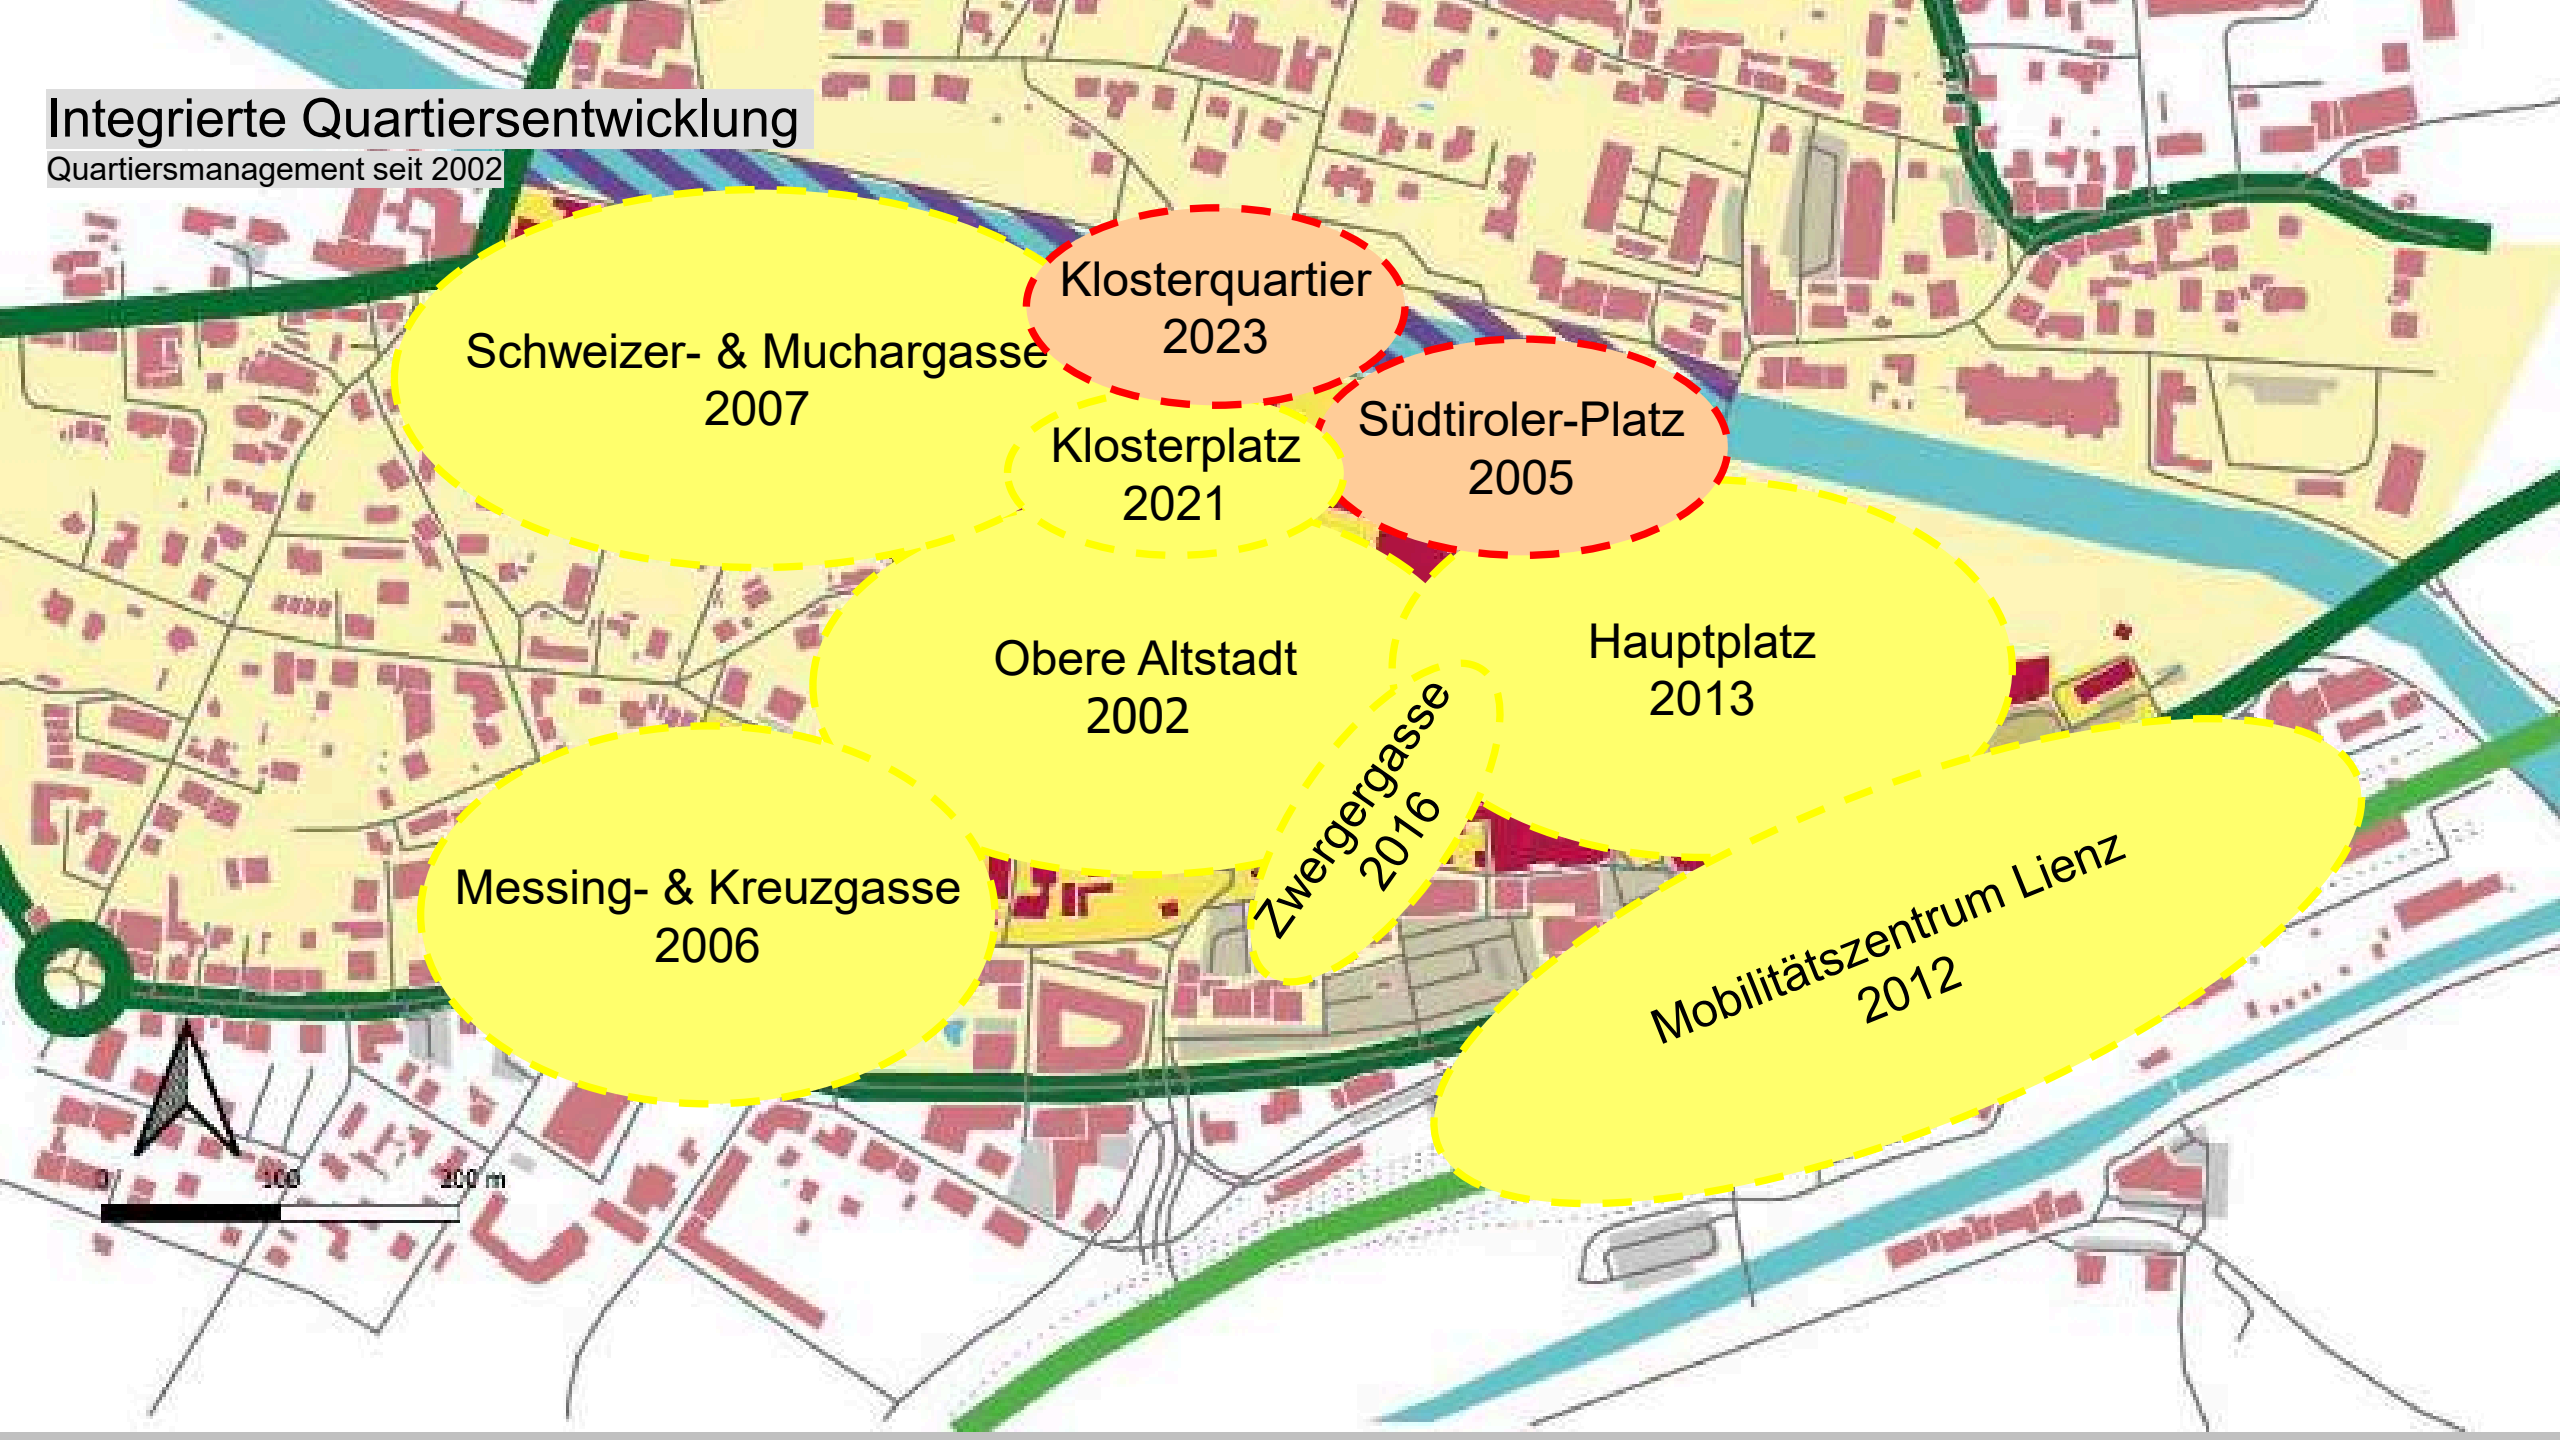 Integrierte Quartiersentwicklung
Quartiersmanagement seit 2002
Klosterquartier
2023
Schweizer- & Muchargasse
2007
Südtiroler-Platz
2005
Klosterplatz
2021
Obere Altstadt
2002
Hauptplatz
2013
Zwergergasse
2016
Messing- & Kreuzgasse
2006
Mobilitätszentrum Lienz
2012
0 100 200 m